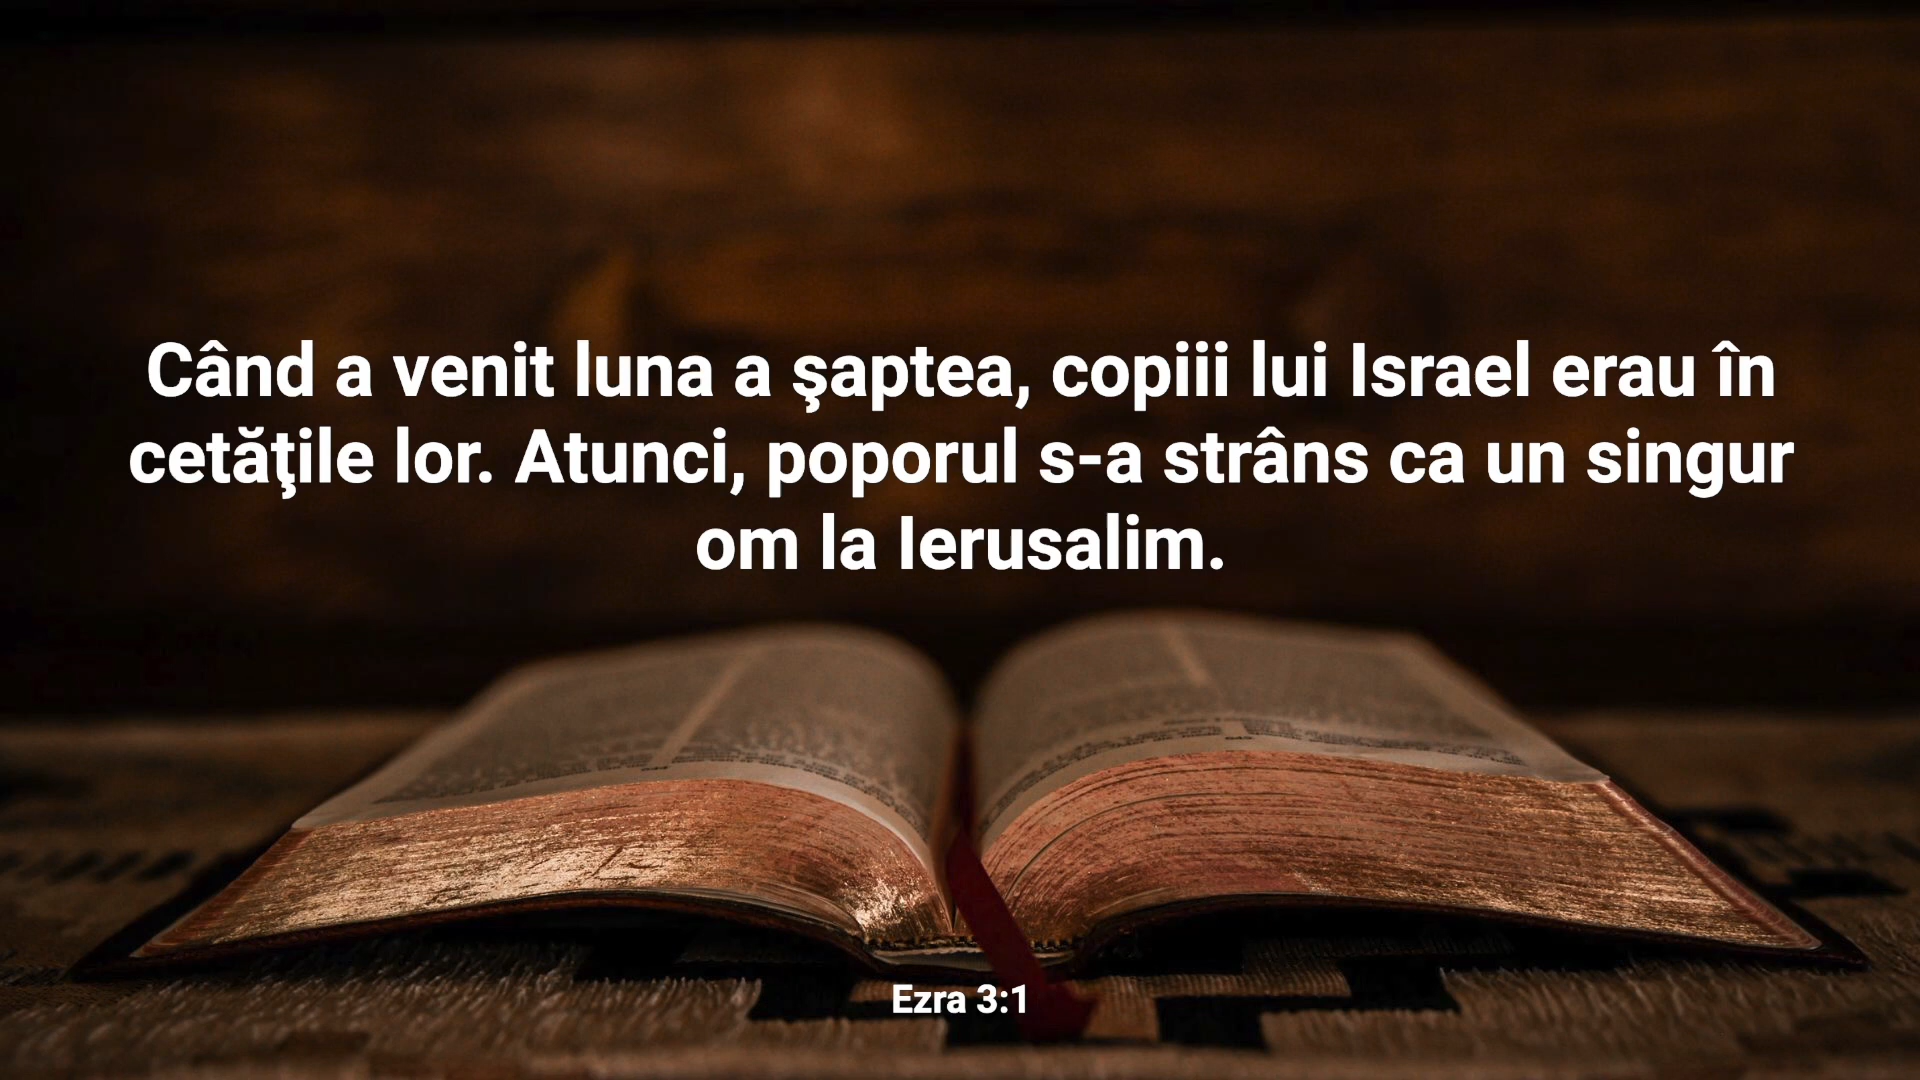 Când a venit luna a şaptea, copiii lui Israel erau în
cetăţile lor. Atunci, poporul s-a strâns ca un singur
om la Ierusalim.
Ezra 3:1